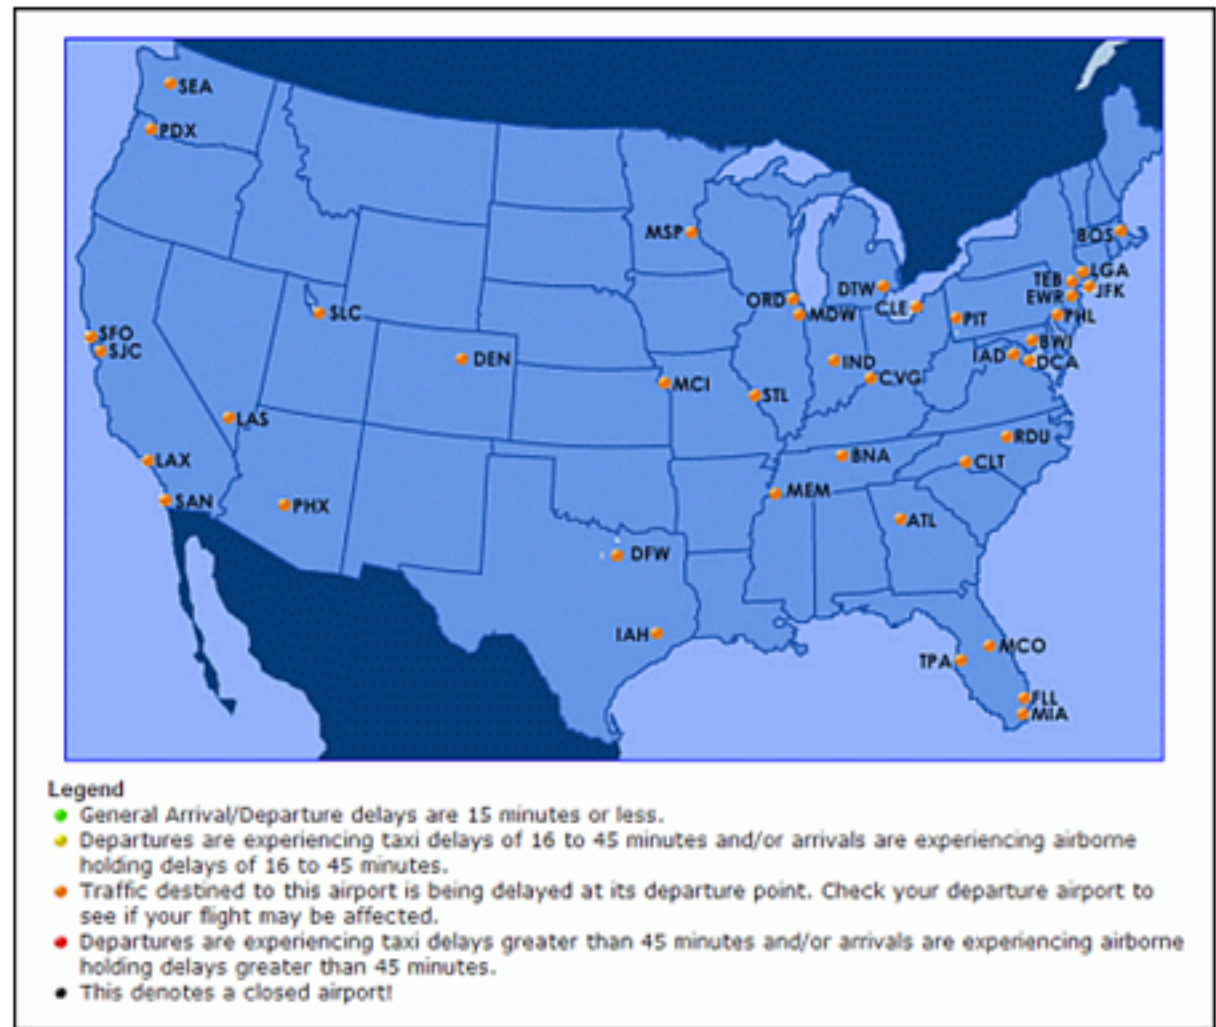 SEA
PDX
MSP
BOS
LGA
TEB
JFK
EWR
DTW
ORD
CLE
MDW
PHL
PIT
SLC
SFO
SJC
BWI
IAD
DCA
DEN
IND
CVG
MCI
STL
LAS
RDU
BNA
CLT
LAX
MEM
SAN
PHX
ATL
DFW
IAH
MCO
TPA
FLL
MIA
Legend
General Arrival/Departure delays are 15 minutes or less.
Departures are experiencing taxi delays of 16 to 45 minutes and/or arrivals are experiencing airborne
holding delays of 16 to 45 minutes.
Traffic destined to this airport is being delayed at its departure point. Check your departure airport to
see if your flight may be affected.
Departures are experiencing taxi delays greater than 45 minutes and/or arrivals are experiencing airborne
holding delays greater than 45 minutes.
This denotes a closed airport!